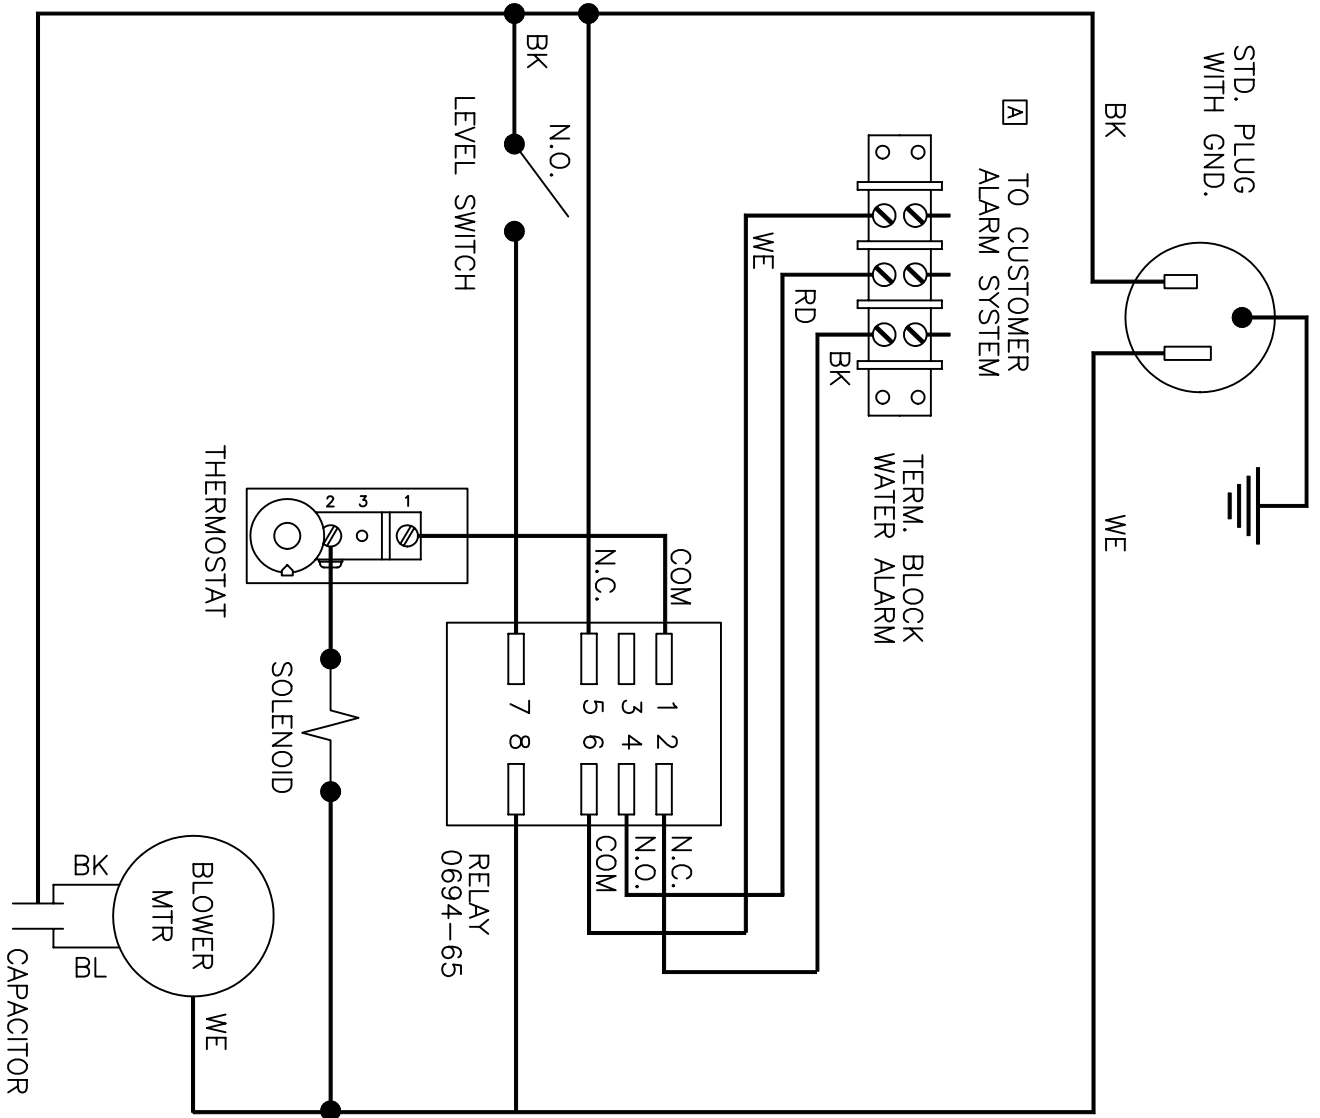 STD. PLUG
WITH GND.
BK
A
TO CUSTOMER
ALARM SYSTEM
WE
RD
BK
TERM. BLOCK
WATER ALARM
WE
BK
N.O.
LEVEL SWITCH
THERMOSTAT
2 3 1
COM
N.C.
1 2
3 4
5 6
7 8
N.C.
N.O.
COM
RELAY
0694-65
SOLENOID
BK
BL
BLOWER
MTR
WE
CAPACITOR